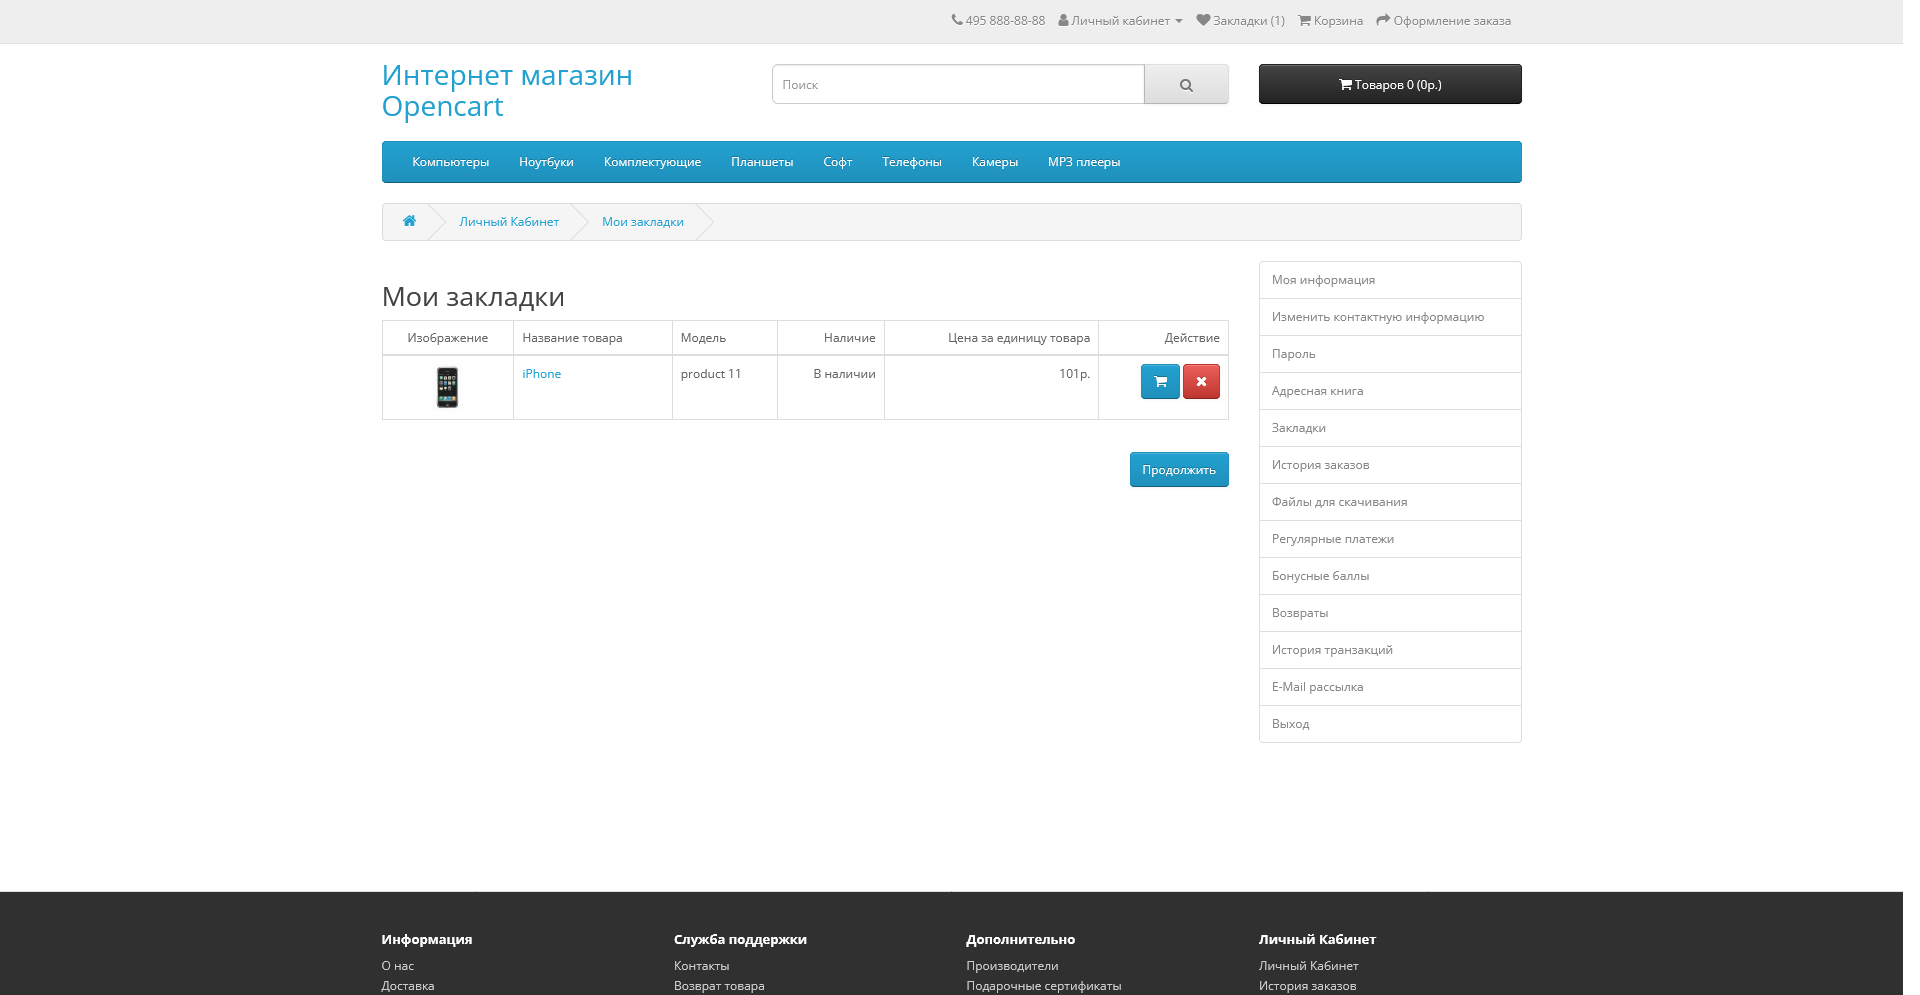 495 888-88-88 Личный кабинет Закладки (1) Корзина Оформление заказа
Интернет магазин
Opencart
Поиск
Товаров 0 (0р.)
Компьютеры Ноутбуки Комплектующие Планшеты Софт Телефоны Камеры MP3 плееры
Личный Кабинет Мои закладки
Мои закладки
Изображение Название товара Модель Наличие Цена за единицу товара Действие
iPhone product 11 В наличии 101р.
Продолжить
Моя информация
Изменить контактную информацию
Пароль
Адресная книга
Закладки
История заказов
Файлы для скачивания
Регулярные платежи
Бонусные баллы
Возвраты
История транзакций
E-Mail рассылка
Выход
Информация
О нас
Доставка
Служба поддержки
Контакты
Возврат товара
Дополнительно
Производители
Подарочные сертификаты
Личный Кабинет
Личный Кабинет
История заказов